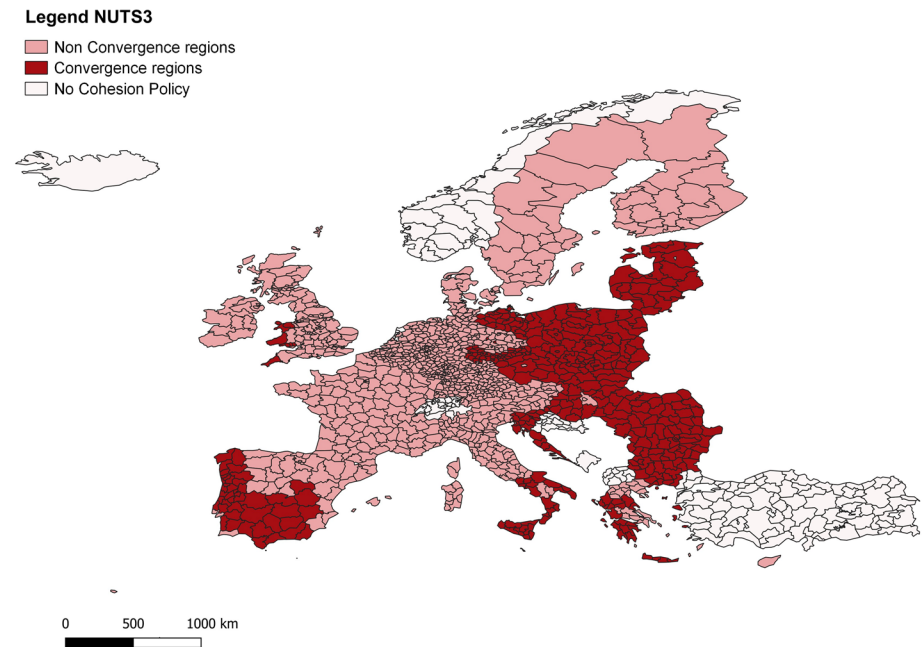 Legend NUTS3
Non Convergence regions
Convergence regions
No Cohesion Policy
0 500 1000 km